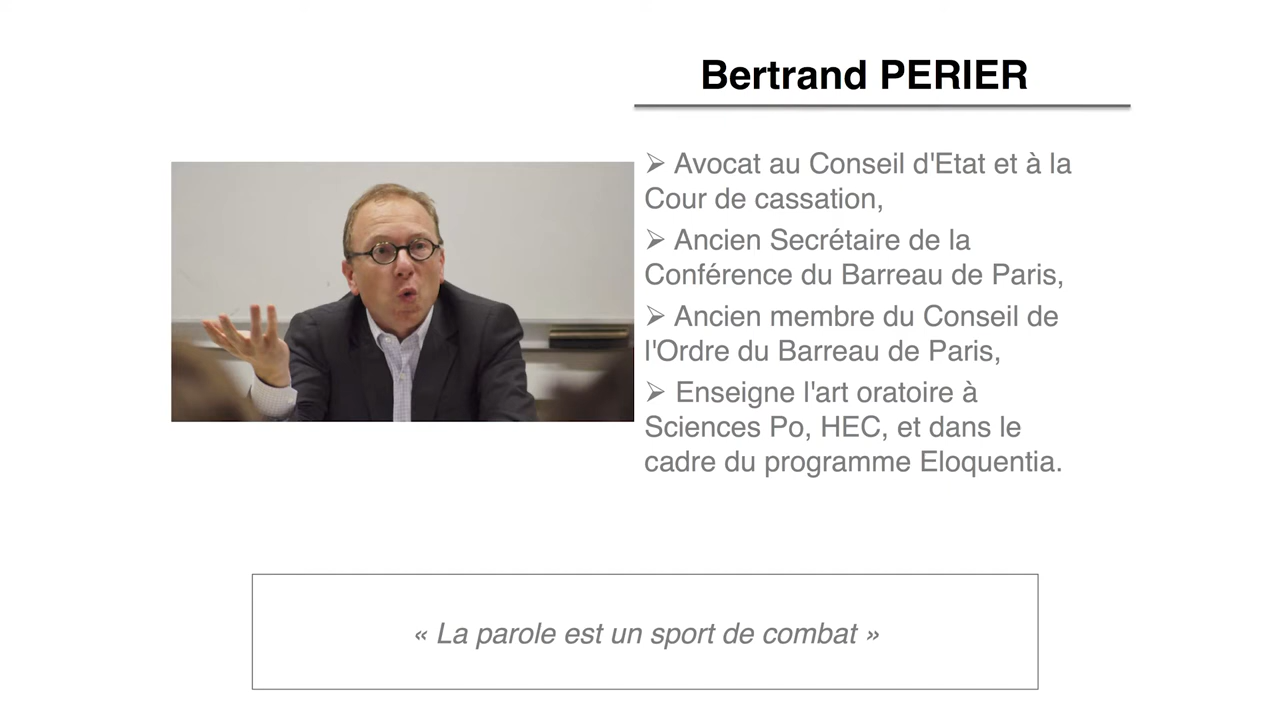 Bertrand PERIER
➢ Avocat au Conseil d'Etat et à la
Cour de cassation,
➢ Ancien Secrétaire de la
Conférence du Barreau de Paris,
➢ Ancien membre du Conseil de
l'Ordre du Barreau de Paris,
➢ Enseigne l'art oratoire à
Sciences Po, HEC, et dans le
cadre du programme Eloquentia.
« La parole est un sport de combat »